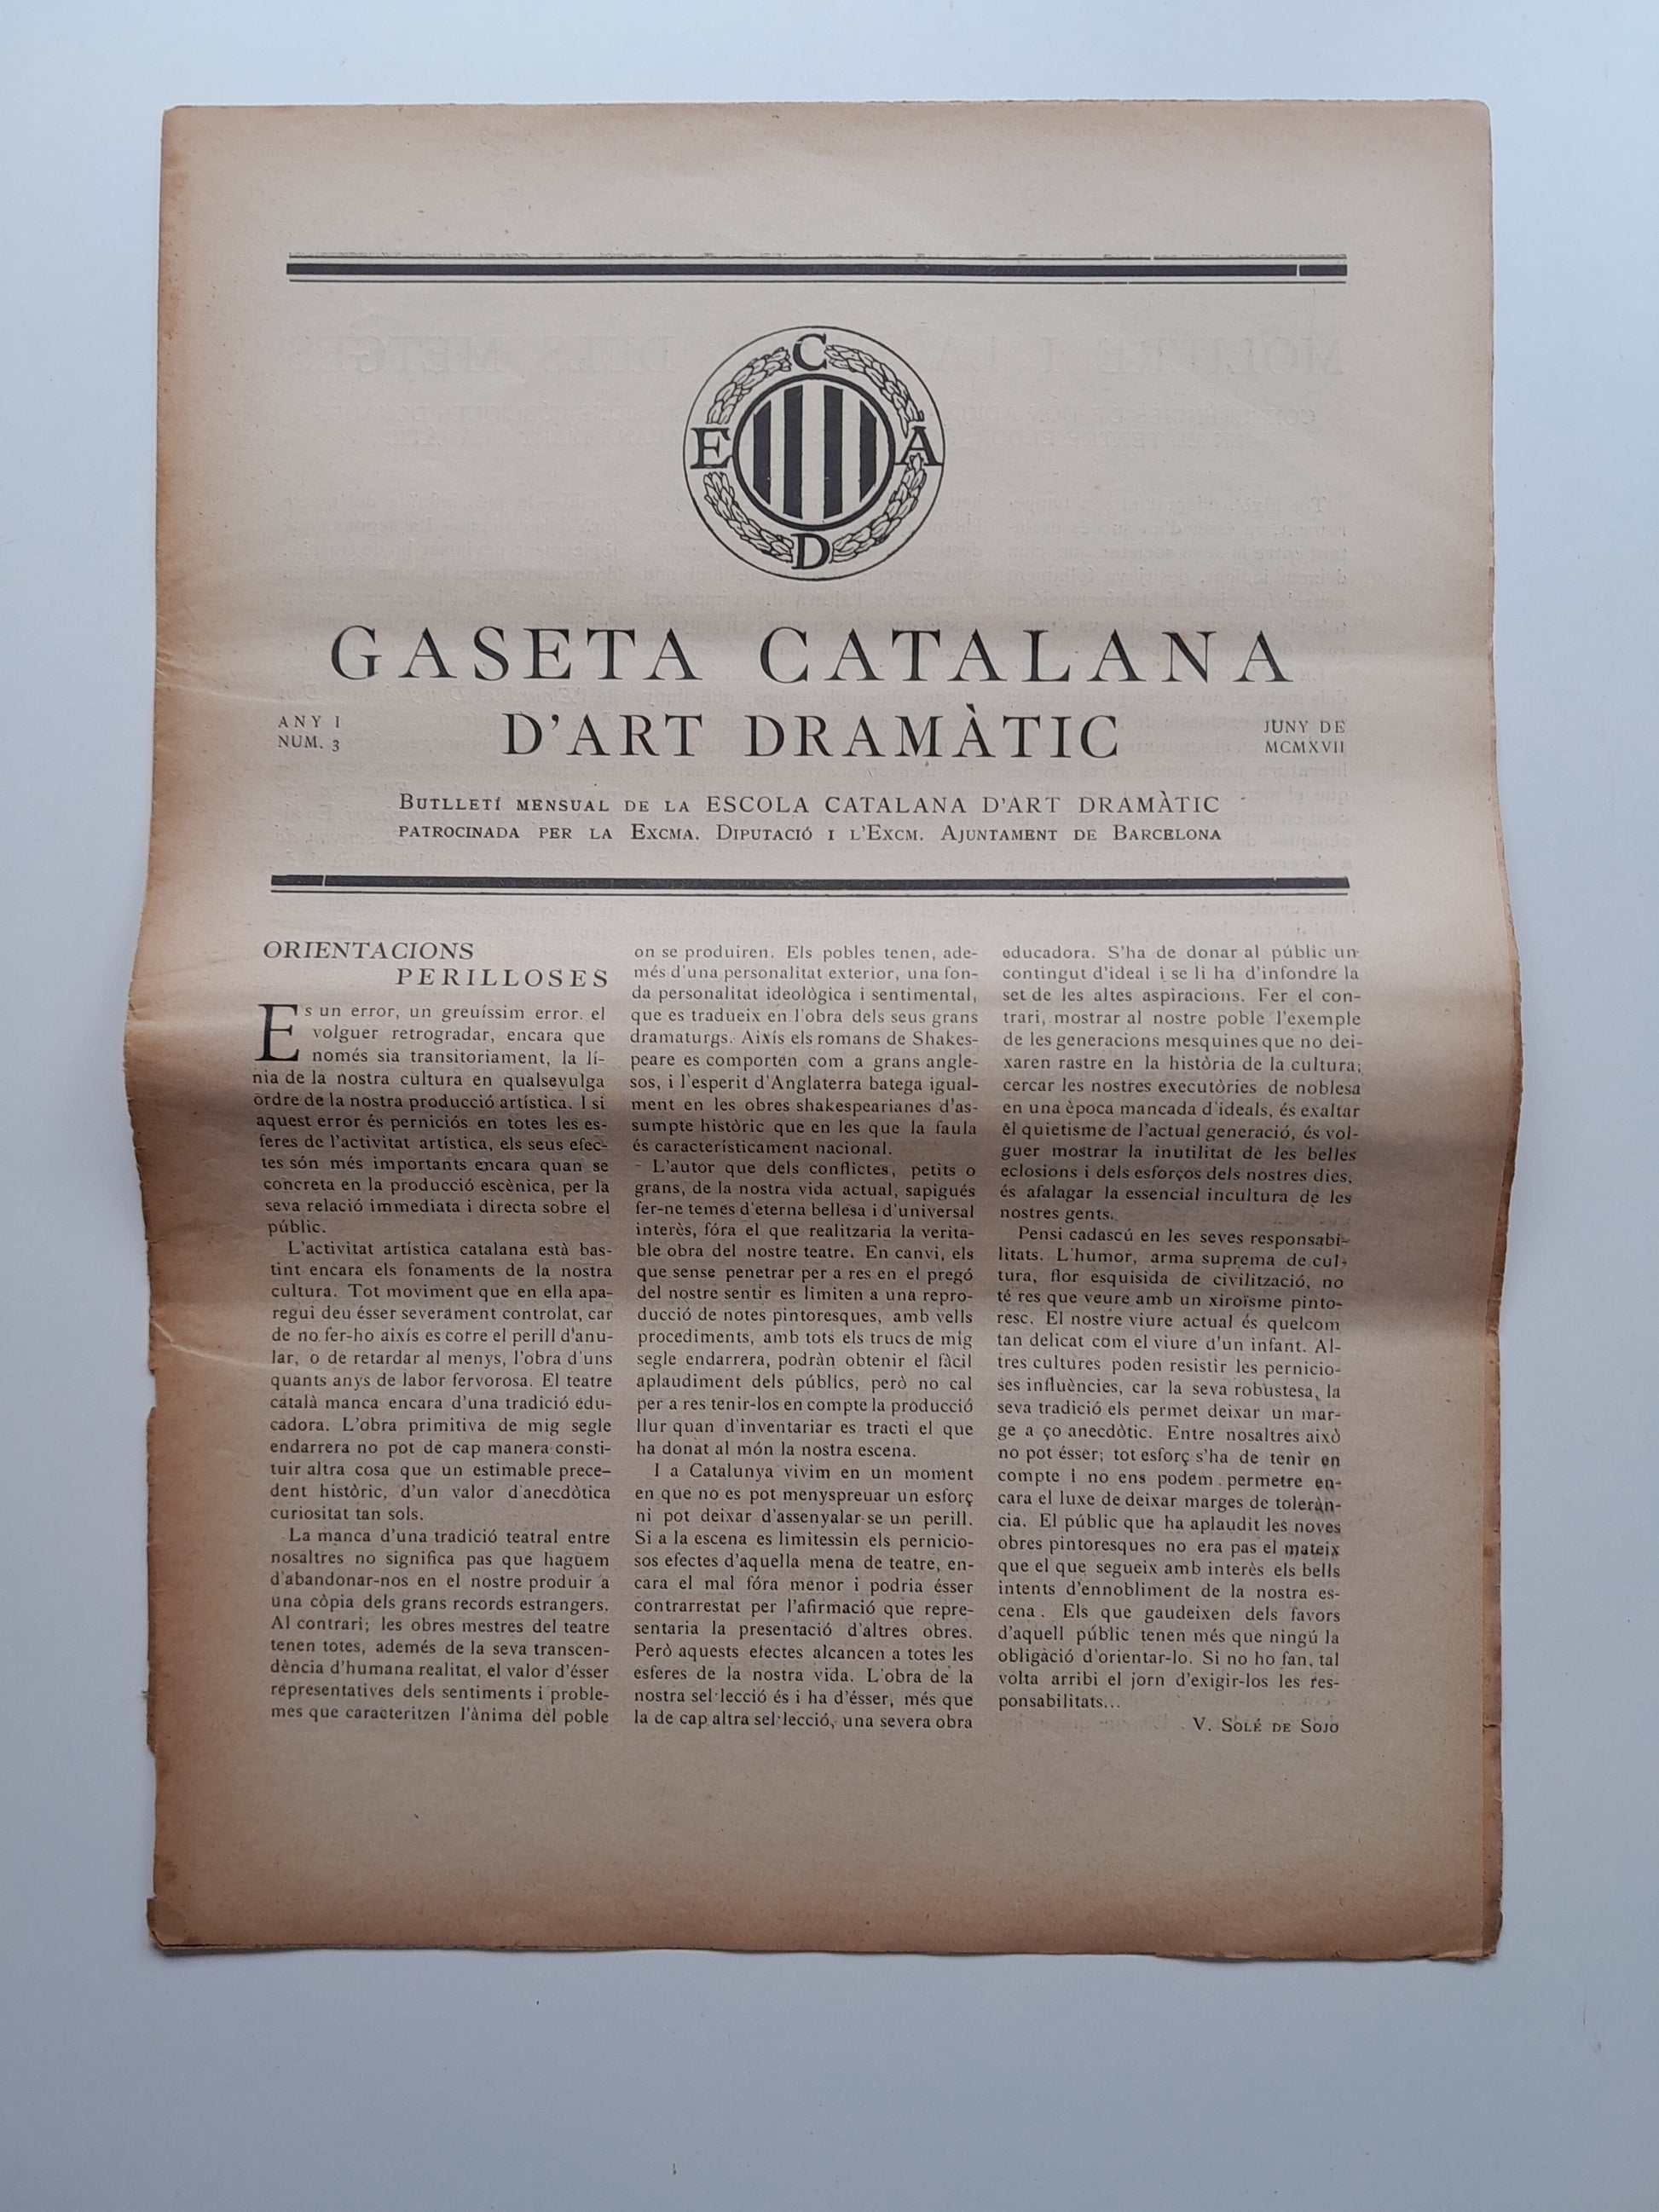 C
E A
D
GASETA CATALANA
D'ART DRAMÀTIC
ANY I
NUM. 3
JUNY DE
MCMXVII
BUTLLETÍ MENSUAL DE LA ESCOLA CATALANA D'ART DRAMÀTIC
PATROCINADA PER LA EXCMA. DIPUTACIÓ I L'EXCM. AJUNTAMENT DE BARCELONA
ORIENTACIONS
PERILLOSES
Es un error, un greuíssim error. el
volguer retrogradar, encara que
només sia transitoriament, la lí-
nia de la nostra cultura en qualsevulga
ordre de la nostra producció artística. I si
aquest error és perniciós en totes les es-
feres de l'activitat artística, els seus efec-
tes són més importants encara quan se
concreta en la producció escènica, per la
seva relació immediata i directa sobre el
públic.
L'activitat artística catalana està bas-
tint encara els fonaments de la nostra
cultura. Tot moviment que en ella apa-
regui deu ésser severament controlat, car
de no fer-ho aixís es corre el perill d'anu-
lar, o de retardar al menys, l'obra d'uns
quants anys de labor fervorosa. El teatre
català manca encara d'una tradició edu-
cadora. L'obra primitiva de mig segle
endarrera no pot de cap manera consti-
tuir altra cosa que un estimable prece-
dent històric, d'un valor d'anecdòtica
curiositat tan sols.
La manca d'una tradició teatral entre
nosaltres no significa pas que haguem
d'abandonar-nos en el nostre produir a
una còpia dels grans records estrangers.
Al contrari; les obres mestres del teatre
tenen totes, ademés de la seva transcen-
dència d'humana realitat, el valor d'ésser
representatives dels sentiments i proble-
mes que caracteritzen l'ànima del poble
on se produiren. Els pobles tenen, ade-
més d'una personalitat exterior, una fon-
da personalitat ideològica i sentimental,
que es tradueix en l'obra dels seus grans
dramaturgs. Aixís els romans de Shakes-
peare es comporten com a grans angle-
sos, i l'esperit d'Anglaterra batega igual-
ment en les obres shakespearianes d'as-
sumpte històric que en les que la faula
és característicament nacional.
L'autor que dels conflictes, petits o
grans, de la nostra vida actual, sapigués
fer-ne temes d'eterna bellesa i d'universal
interès, fóra el que realitzaria la verita-
ble obra del nostre teatre. En canvi, els
que sense penetrar per a res en el pregó
del nostre sentir es limiten a una repro-
ducció de notes pintoresques, amb vells
procediments, amb tots els trucs de mig
segle endarrera, podràn obtenir el fàcil
aplaudiment dels públics, però no cal
per a res tenir-los en compte la producció
llur quan d'inventariar es tracti el que
ha donat al món la nostra escena.
I a Catalunya vivim en un moment
en que no es pot menyspreuar un esforç
ni pot deixar d'assenyalar-se un perill.
Si a la escena es limitessin els pernicio-
sos efectes d'aquella mena de teatre, en-
cara el mal fóra menor i podria ésser
contrarrestat per l'afirmació que repre-
sentaria la presentació d'altres obres.
Però aquests efectes alcancen a totes les
esferes de la nostra vida. L'obra de la
nostra sel·lecció és i ha d'ésser, més que
la de cap altra sel·lecció, una severa obra
educadora. S'ha de donar al públic un
contingut d'ideal i se li ha d'infondre la
set de les altes aspiracions. Fer el con-
trari, mostrar al nostre poble l'exemple
de les generacions mesquines que no dei-
xaren rastre en la història de la cultura;
cercar les nostres executòries de noblesa
en una època mancada d'ideals, és exaltar
el quietisme de l'actual generació, és vol-
guer mostrar la inutilitat de les belles
eclosions i dels esforços dels nostres dies,
és afalagar la essencial incultura de les
nostres gents.
Pensi cadascú en les seves responsabi-
litats. L'humor, arma suprema de cul-
tura, flor esquisida de civilització, no
té res que veure amb un xiroïsme pinto-
resc. El nostre viure actual és quelcom
tan delicat com el viure d'un infant. Al-
tres cultures poden resistir les pernicio-
ses influències, car la seva robustesa, la
seva tradició els permet deixar un mar-
ge a ço anecdòtic. Entre nosaltres això
no pot ésser; tot esforç s'ha de tenir en
compte i no ens podem permetre en-
cara el luxe de deixar marges de toleràn-
cia. El públic que ha aplaudit les noves
obres pintoresques no era pas el mateix
que el que segueix amb interès els bells
intents d'ennobliment de la nostra es-
cena. Els que gaudeixen dels favors
d'aquell públic tenen més que ningú la
obligació d'orientar-lo. Si no ho fan, tal
volta arribi el jorn d'exigir-los les res-
ponsabilitats...
V. SOLÉ DE SOJO